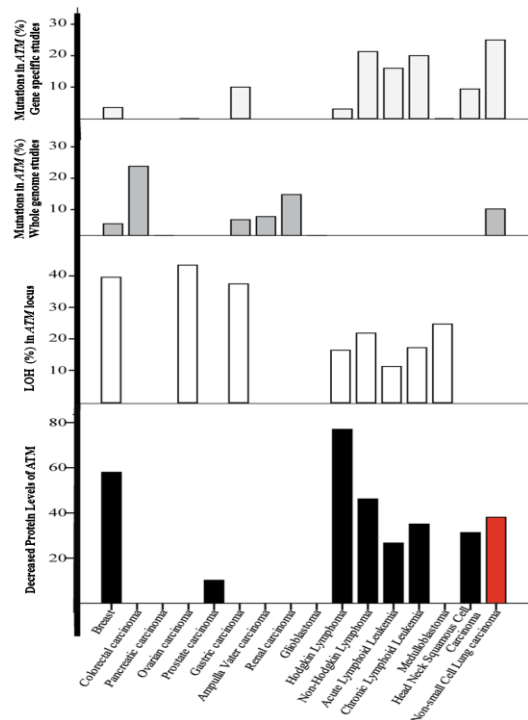 Mutations in ATM (%)
Gene specific studies
30
20
10
Mutations in ATM (%)
Whole genome studies
30
20
10
LOH (%) in ATM locus
40
30
20
10
Decreased Protein Levels of ATM
80
60
40
20
Breast
Colorectal carcinoma
Pancreatic carcinoma
Ovarian carcinoma
Prostate carcinoma
Gastric carcinoma
Ampulla Vater carcinoma
Renal carcinoma
Glioblastoma
Hodgkin Lymphoma
Non-Hodgkin Lymphoma
Acute Lymphoid Leukemia
Chronic Lymphoid Leukemia
Medulloblastoma
Head Neck Squamous Cell
Carcinoma
Non-small Cell Lung carcinoma